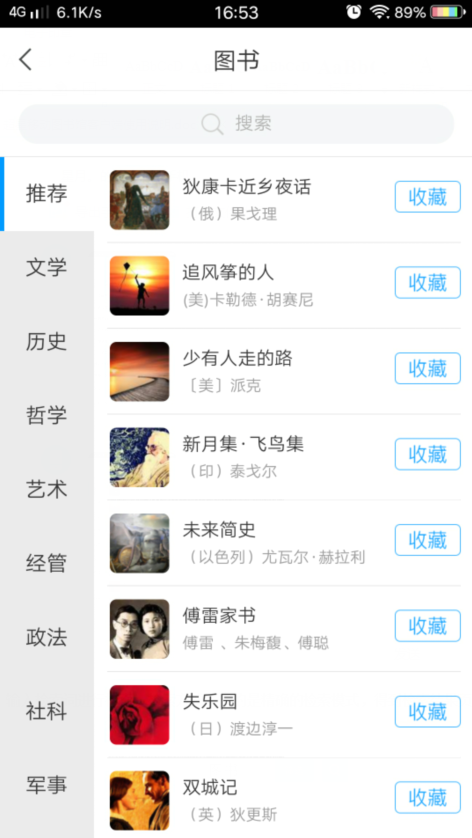 4G 6.1K/s 16:53 89%
图书
搜索
推荐
文学
历史
哲学
艺术
经管
政法
社科
军事
狄康卡近乡夜话
（俄）果戈理
收藏
追风筝的人
(美)卡勒德·胡赛尼
收藏
少有人走的路
〔美〕派克
收藏
新月集·飞鸟集
（印）泰戈尔
收藏
未来简史
（以色列）尤瓦尔·赫拉利
收藏
傅雷家书
傅雷 、朱梅馥、傅聪
收藏
失乐园
（日）渡边淳一
收藏
双城记
（英）狄更斯
收藏